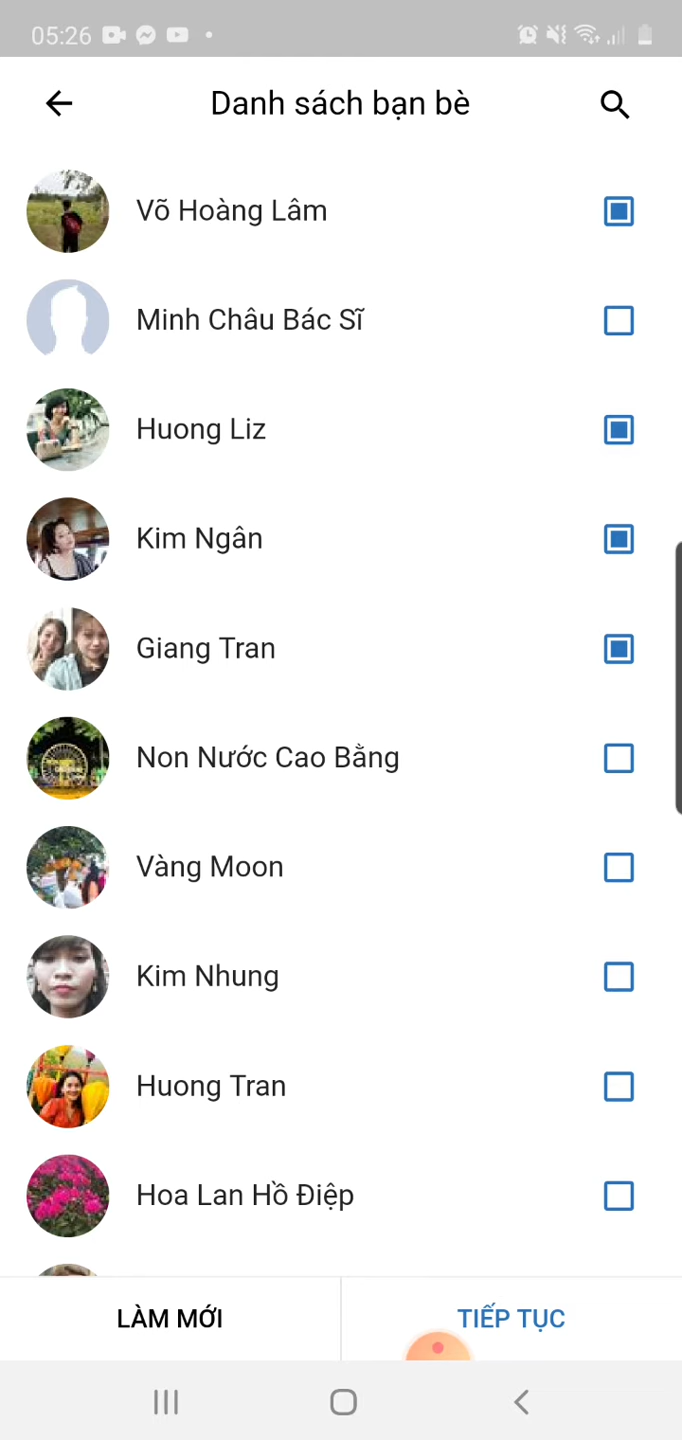 05:26
Danh sách bạn bè
Võ Hoàng Lâm
Minh Châu Bác Sĩ
Huong Liz
Kim Ngân
Giang Tran
Non Nước Cao Bằng
Vàng Moon
Kim Nhung
Huong Tran
Hoa Lan Hồ Điệp
LÀM MỚI
TIẾP TỤC